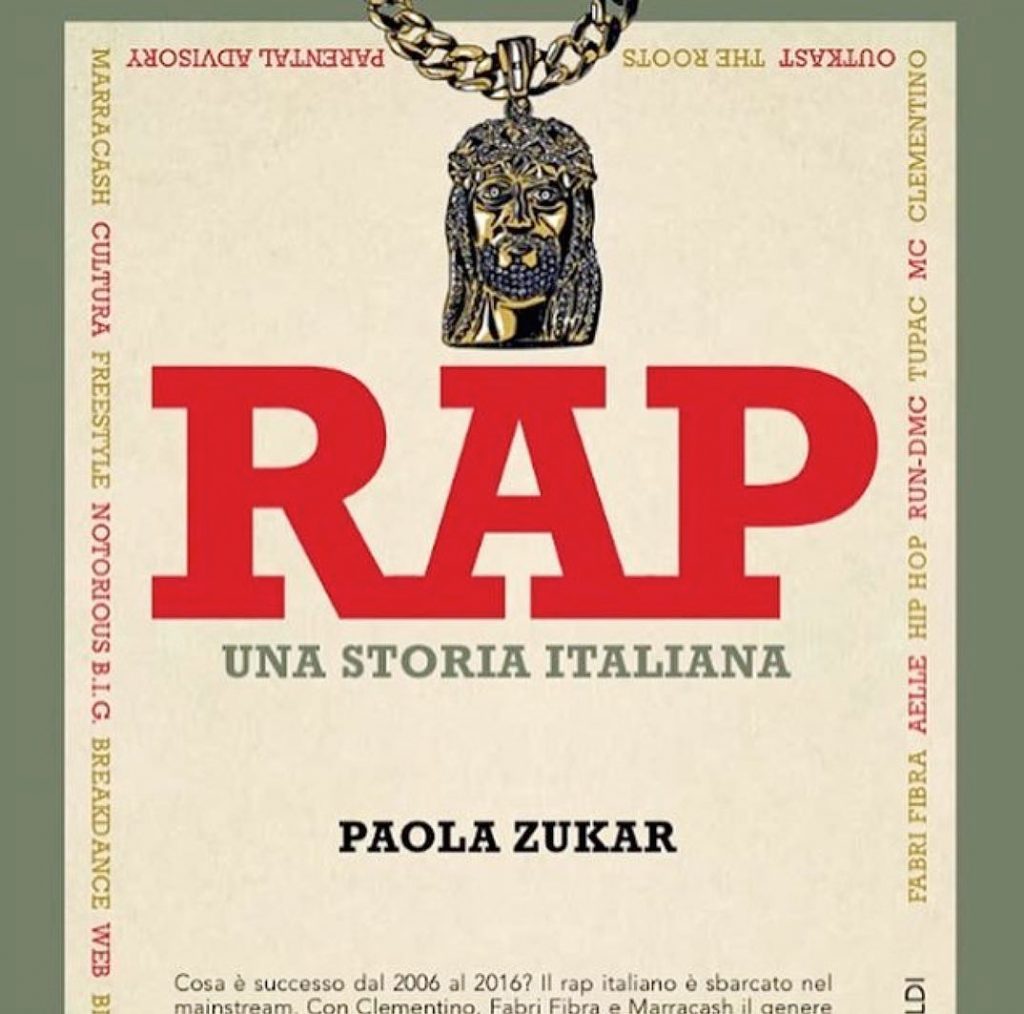 PARENTAL ADVISORY
THE ROOTS OUTKAST
MARRACASH CULTURA FREESTYLE NOTORIOUS B.I.G. BREAKDANCE WEB
FABRI FIBRA AELLE HIP HOP RUN-DMC TUPAC MC CLEMENTINO
RAP
UNA STORIA ITALIANA
PAOLA ZUKAR
Cosa è successo dal 2006 al 2016? Il rap italiano è sbarcato nel
mainstream. Con Clementino, Fabri Fibra e Marracash il genere